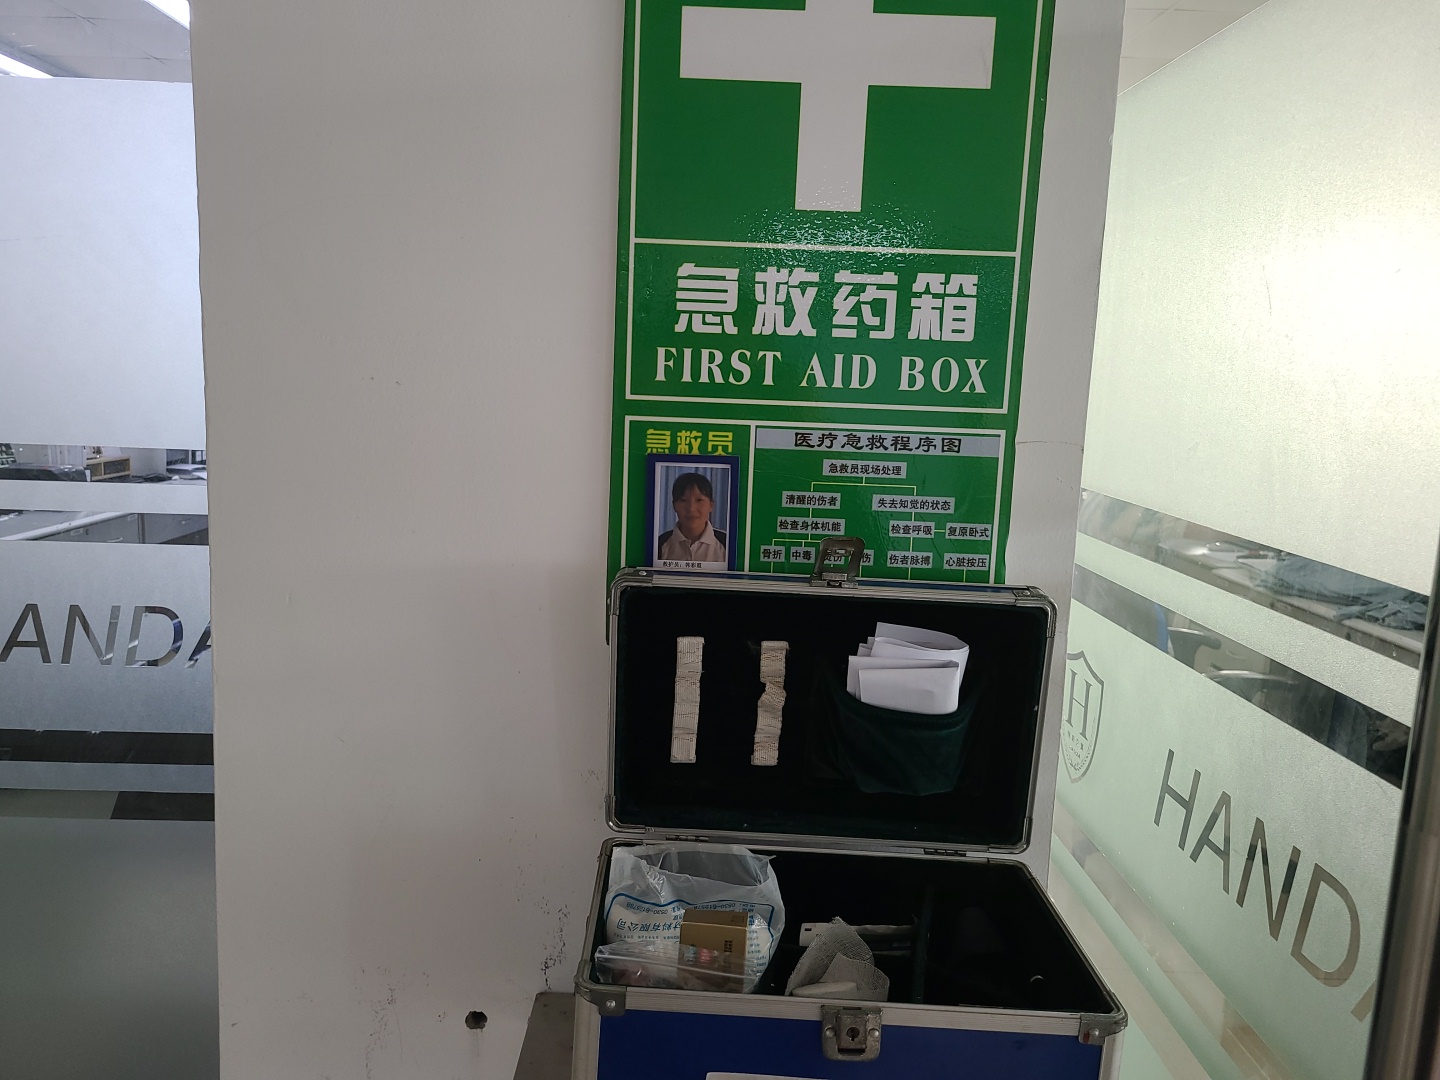 急救药箱
FIRST AID BOX
急救员
医疗急救程序图
急救员现场处理
清醒的伤者
失去知觉的状态
检查身体机能
检查呼吸
复原卧式
骨折
中毒
伤者脉搏
心脏按压
HANDA
H
HANDA